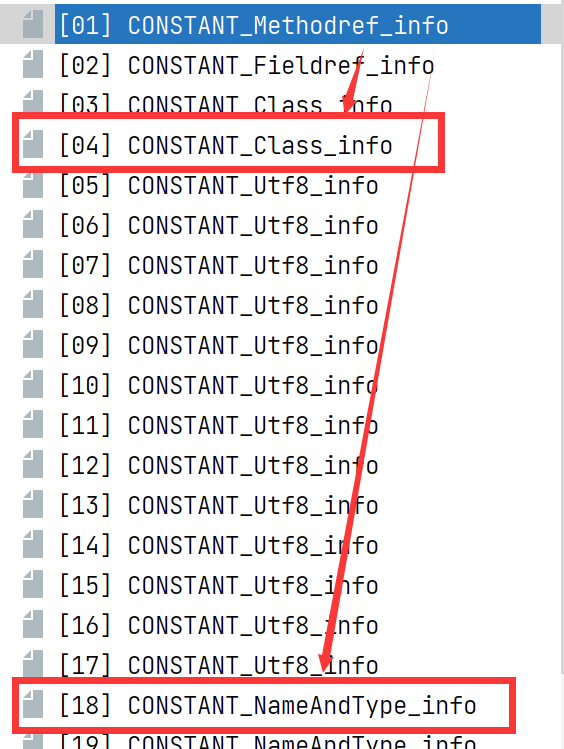 [01] CONSTANT_Methodref_info
[02] CONSTANT_Fieldref_info
[03] CONSTANT_Class_info
[04] CONSTANT_Class_info
[05] CONSTANT_Utf8_info
[06] CONSTANT_Utf8_info
[07] CONSTANT_Utf8_info
[08] CONSTANT_Utf8_info
[09] CONSTANT_Utf8_info
[10] CONSTANT_Utf8_info
[11] CONSTANT_Utf8_info
[12] CONSTANT_Utf8_info
[13] CONSTANT_Utf8_info
[14] CONSTANT_Utf8_info
[15] CONSTANT_Utf8_info
[16] CONSTANT_Utf8_info
[17] CONSTANT_Utf8_info
[18] CONSTANT_NameAndType_info
[19] CONSTANT_NameAndType_info